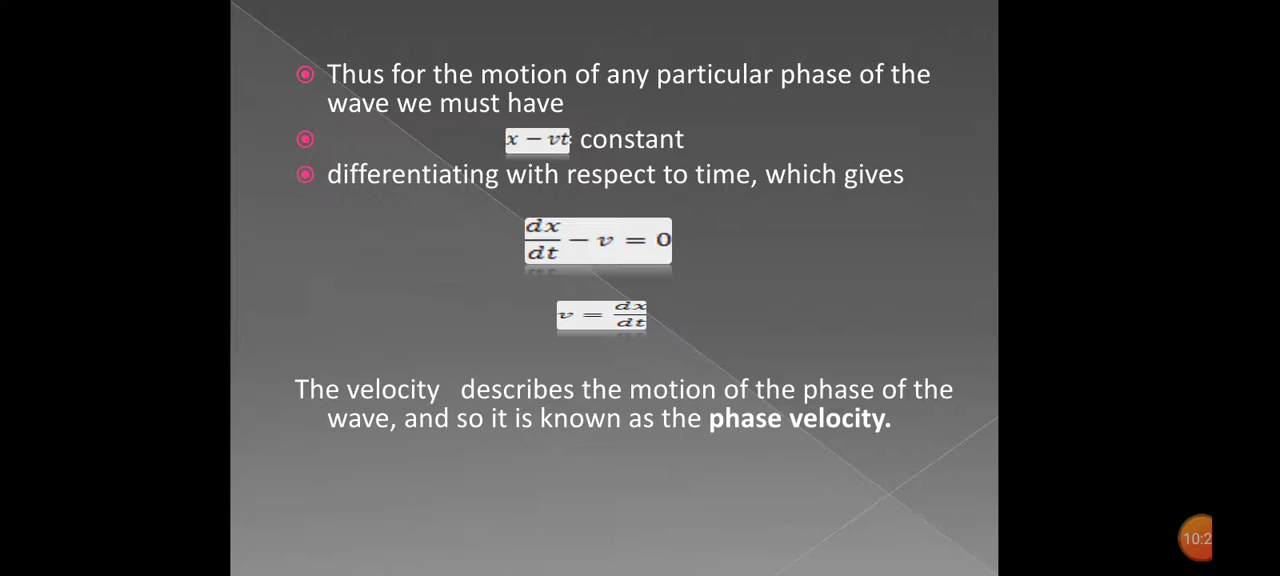 Thus for the motion of any particular phase of the
wave we must have
x − vt constant
differentiating with respect to time, which gives
dx/dt − v = 0
v = dx/dt
The velocity describes the motion of the phase of the
wave, and so it is known as the phase velocity.
10:2